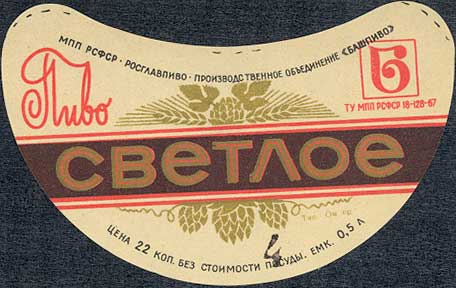 МПП РСФСР · РОСГЛАВПИВО · ПРОИЗВОДСТВЕННОЕ ОБЪЕДИНЕНИЕ «БАШПИВО»
Пиво
Б
ТУ МПП РСФСР 18-128-67
СВЕТЛОЕ
ЦЕНА 22 КОП. БЕЗ СТОИМОСТИ ПОСУДЫ. ЕМК. 0,5 Л
4